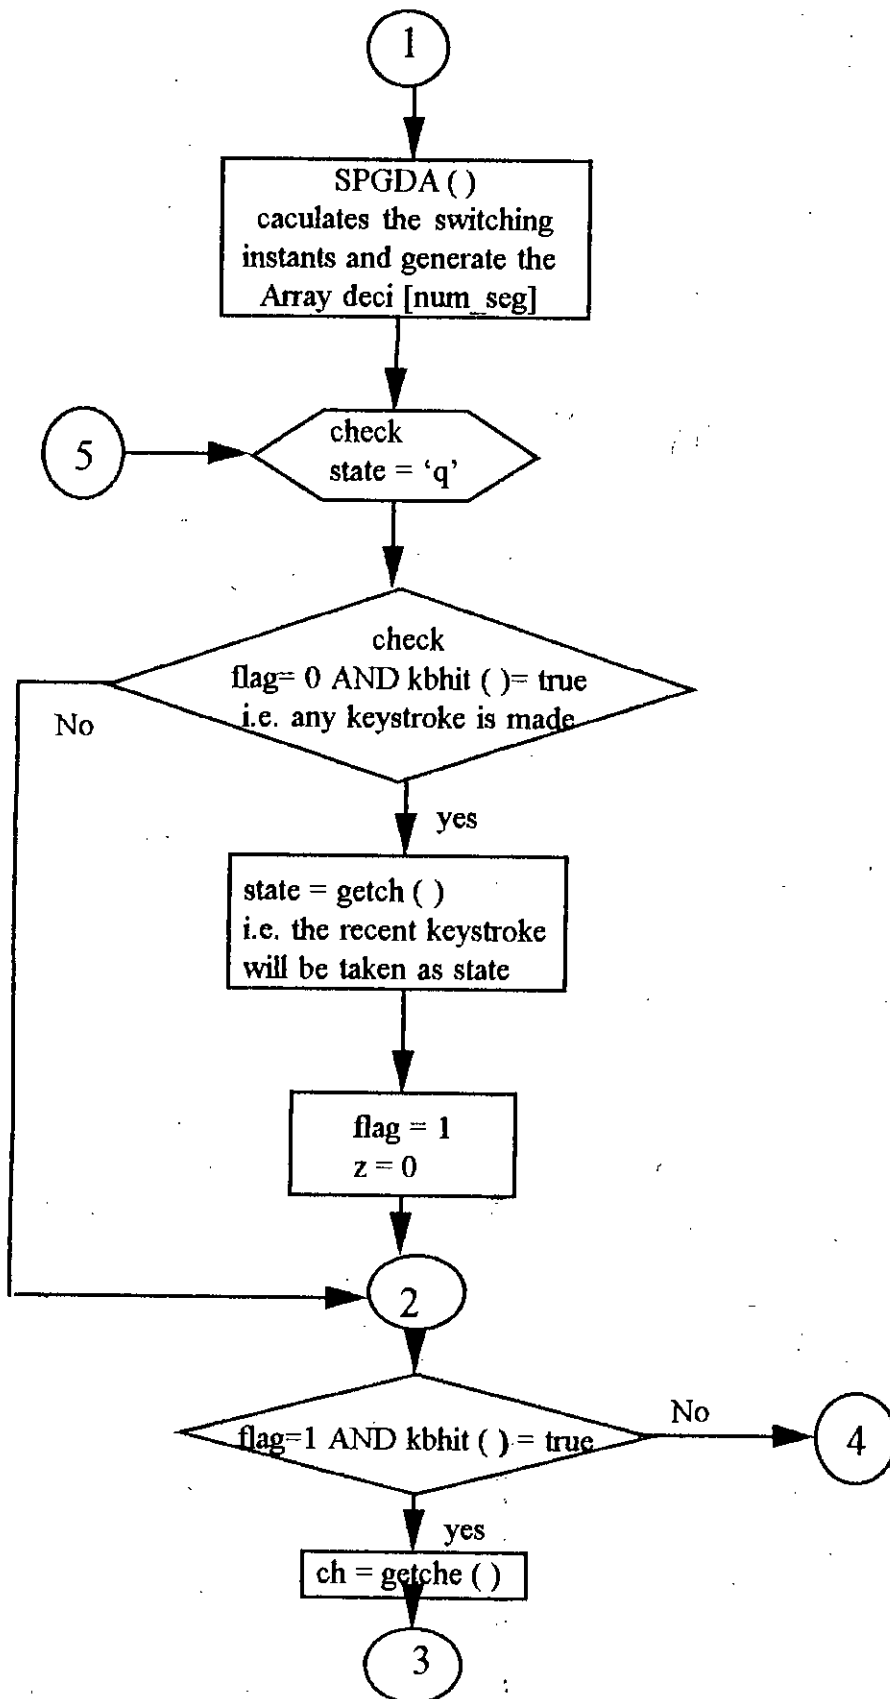 1
SPGDA ( )
caculates the switching
instants and generate the
Array deci [num_seg]
5
check
state = ‘q’
check
flag= 0 AND kbhit ( )= true
i.e. any keystroke is made
No
yes
state = getch ( )
i.e. the recent keystroke
will be taken as state
flag = 1
z = 0
2
flag=1 AND kbhit ( ) = true
No
4
yes
ch = getche ( )
3